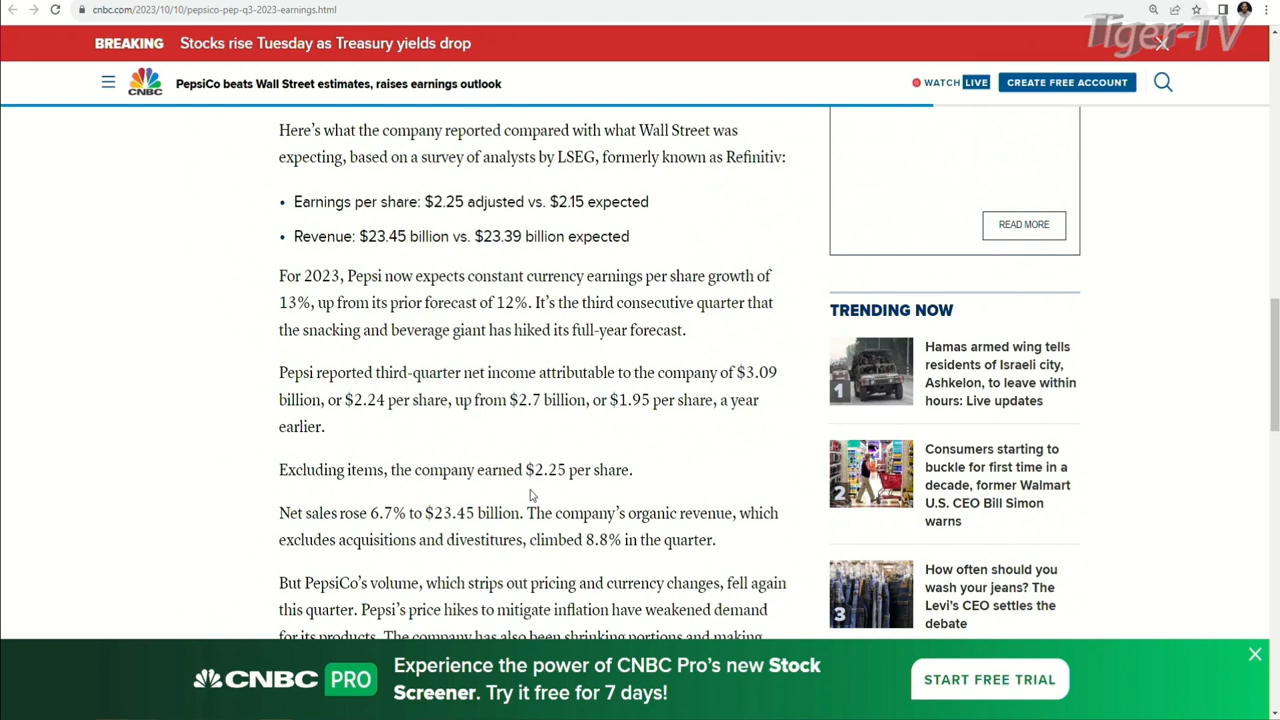 cnbc.com/2023/10/10/pepsico-pep-q3-2023-earnings.html
Tiger-TV
BREAKING Stocks rise Tuesday as Treasury yields drop
CNBC
PepsiCo beats Wall Street estimates, raises earnings outlook
WATCH LIVE
CREATE FREE ACCOUNT
Here’s what the company reported compared with what Wall Street was
expecting, based on a survey of analysts by LSEG, formerly known as Refinitiv:
• Earnings per share: $2.25 adjusted vs. $2.15 expected
• Revenue: $23.45 billion vs. $23.39 billion expected
For 2023, Pepsi now expects constant currency earnings per share growth of
13%, up from its prior forecast of 12%. It’s the third consecutive quarter that
the snacking and beverage giant has hiked its full-year forecast.
Pepsi reported third-quarter net income attributable to the company of $3.09
billion, or $2.24 per share, up from $2.7 billion, or $1.95 per share, a year
earlier.
Excluding items, the company earned $2.25 per share.
Net sales rose 6.7% to $23.45 billion. The company’s organic revenue, which
excludes acquisitions and divestitures, climbed 8.8% in the quarter.
But PepsiCo’s volume, which strips out pricing and currency changes, fell again
this quarter. Pepsi’s price hikes to mitigate inflation have weakened demand
for its products. The company has also been shrinking portions and making
READ MORE
TRENDING NOW
1
Hamas armed wing tells
residents of Israeli city,
Ashkelon, to leave within
hours: Live updates
2
Consumers starting to
buckle for first time in a
decade, former Walmart
U.S. CEO Bill Simon
warns
3
How often should you
wash your jeans? The
Levi’s CEO settles the
debate
CNBC PRO
Experience the power of CNBC Pro’s new Stock
Screener. Try it free for 7 days!
START FREE TRIAL